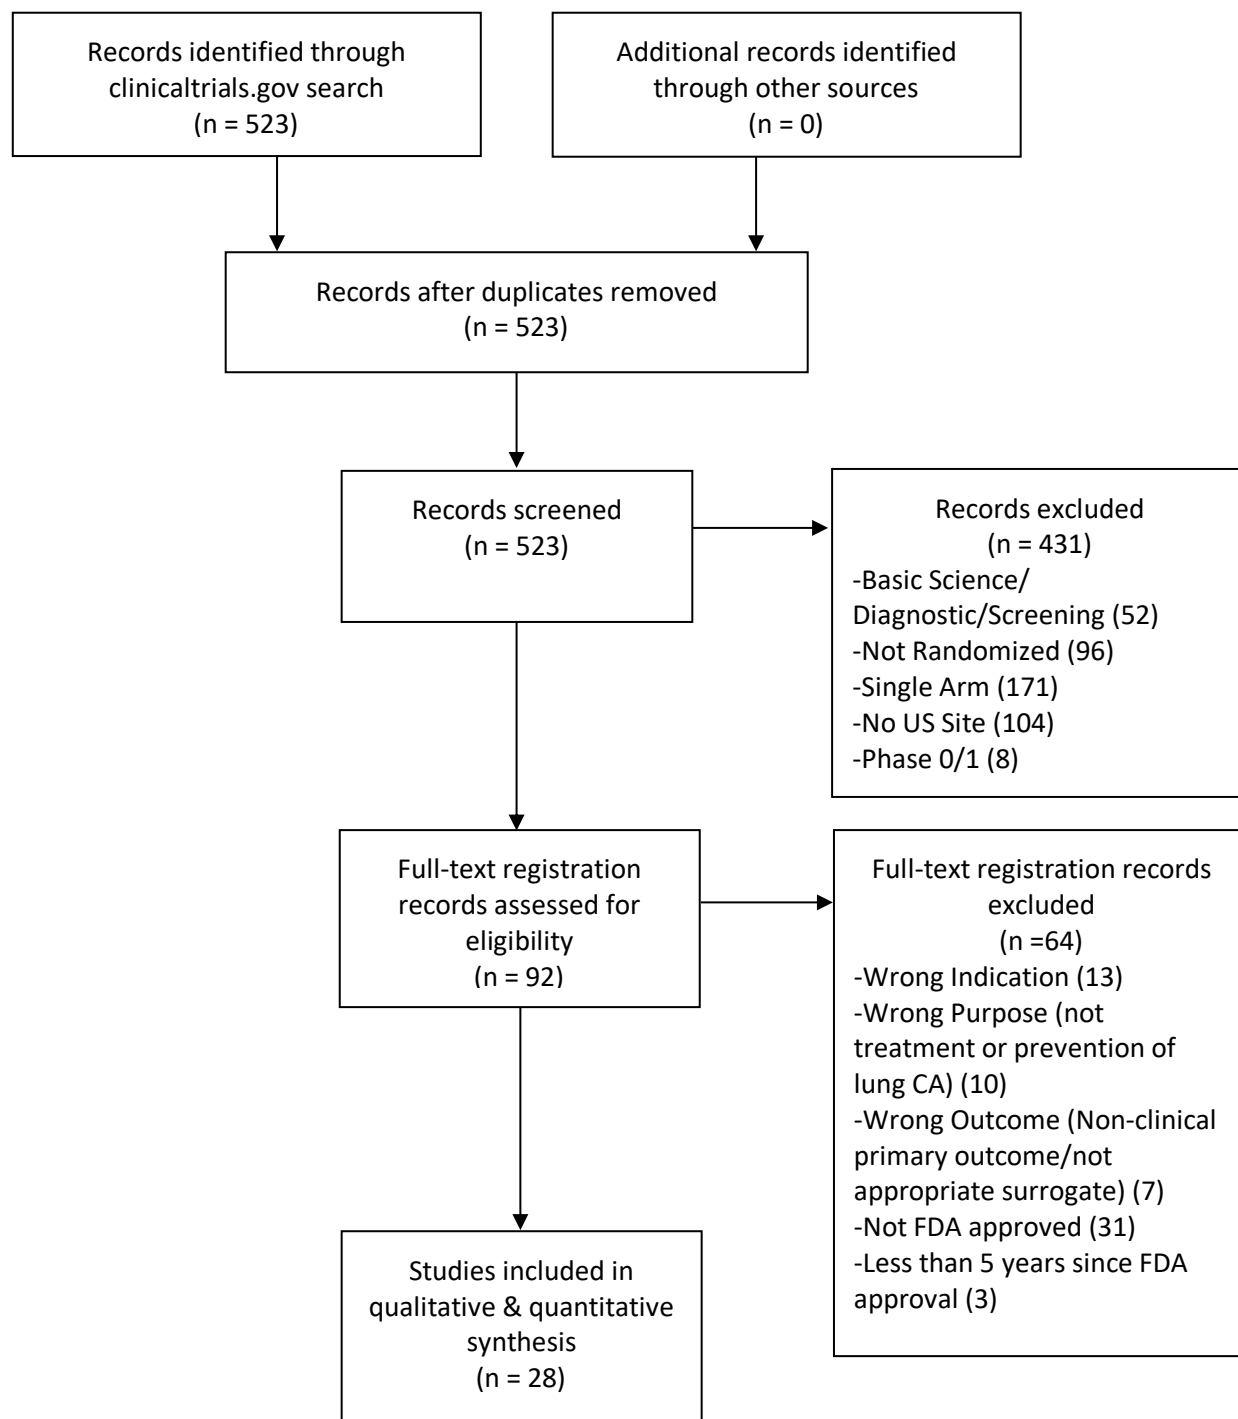 Records identified through
clinicaltrials.gov search
(n = 523)
Additional records identified
through other sources
(n = 0)
Records after duplicates removed
(n = 523)
Records screened
(n = 523)
Records excluded
(n = 431)
-Basic Science/
Diagnostic/Screening (52)
-Not Randomized (96)
-Single Arm (171)
-No US Site (104)
-Phase 0/1 (8)
Full-text registration
records assessed for
eligibility
(n = 92)
Full-text registration records
excluded
(n =64)
-Wrong Indication (13)
-Wrong Purpose (not
treatment or prevention of
lung CA) (10)
-Wrong Outcome (Non-clinical
primary outcome/not
appropriate surrogate) (7)
-Not FDA approved (31)
-Less than 5 years since FDA
approval (3)
Studies included in
qualitative & quantitative
synthesis
(n = 28)